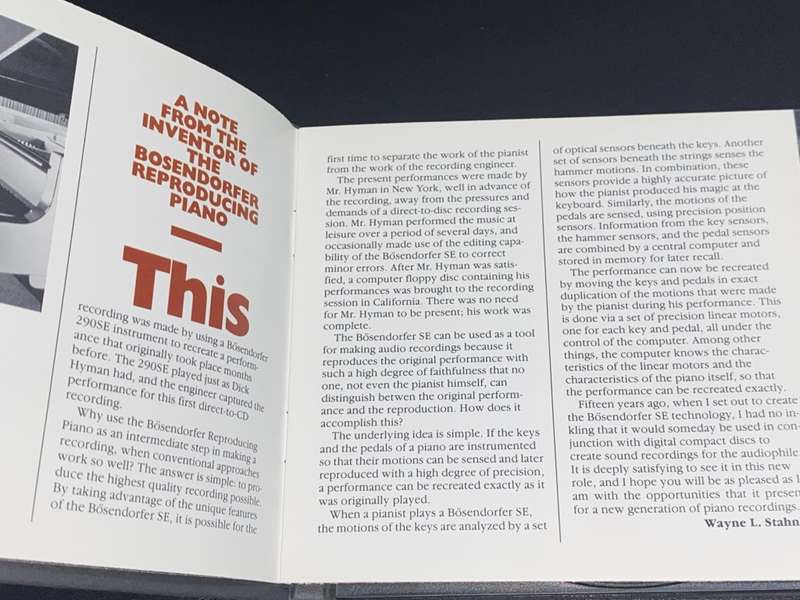 A NOTE
FROM THE
INVENTOR OF
THE
BOSENDORFER
REPRODUCING
PIANO
This
recording was made by using a Bösendorfer
290SE instrument to recreate a perform-
ance that originally took place months
before. The 290SE played just as Dick
Hyman had, and the engineer captured the
performance for this first direct-to-CD
recording.
Why use the Bösendorfer Reproducing
Piano as an intermediate step in making a
recording, when conventional approaches
work so well? The answer is simple: to pro-
duce the highest quality recording possible.
By taking advantage of the unique features
of the Bösendorfer SE, it is possible for the
first time to separate the work of the pianist
from the work of the recording engineer.
The present performances were made by
Mr. Hyman in New York, well in advance of
the recording, away from the pressures and
demands of a direct-to-disc recording ses-
sion. Mr. Hyman performed the music at
leisure over a period of several days, and
occasionally made use of the editing capa-
bility of the Bösendorfer SE to correct
minor errors. After Mr. Hyman was satis-
fied, a computer floppy disc containing his
performances was brought to the recording
session in California. There was no need
for Mr. Hyman to be present; his work was
complete.
The Bösendorfer SE can be used as a tool
for making audio recordings because it
reproduces the original performance with
such a high degree of faithfulness that no
one, not even the pianist himself, can
distinguish betwen the original perform-
ance and the reproduction. How does it
accomplish this?
The underlying idea is simple. If the keys
and the pedals of a piano are instrumented
so that their motions can be sensed and later
reproduced with a high degree of precision,
a performance can be recreated exactly as it
was originally played.
When a pianist plays a Bösendorfer SE,
the motions of the keys are analyzed by a set
of optical sensors beneath the keys. Another
set of sensors beneath the strings senses the
hammer motions. In combination, these
sensors provide a highly accurate picture of
how the pianist produced his magic at the
keyboard. Similarly, the motions of the
pedals are sensed, using precision position
sensors. Information from the key sensors,
the hammer sensors, and the pedal sensors
are combined by a central computer and
stored in memory for later recall.
The performance can now be recreated
by moving the keys and pedals in exact
duplication of the motions that were made
by the pianist during his performance. This
is done via a set of precision linear motors,
one for each key and pedal, all under the
control of the computer. Among other
things, the computer knows the charac-
teristics of the linear motors and the
characteristics of the piano itself, so that
the performance can be recreated exactly.
Fifteen years ago, when I set out to create
the Bösendorfer SE technology, I had no in-
kling that it would someday be used in con-
junction with digital compact discs to
create sound recordings for the audiophile.
It is deeply satisfying to see it in this new
role, and I hope you will be as pleased as I
am with the opportunities that it present
for a new generation of piano recordings.
Wayne L. Stahn